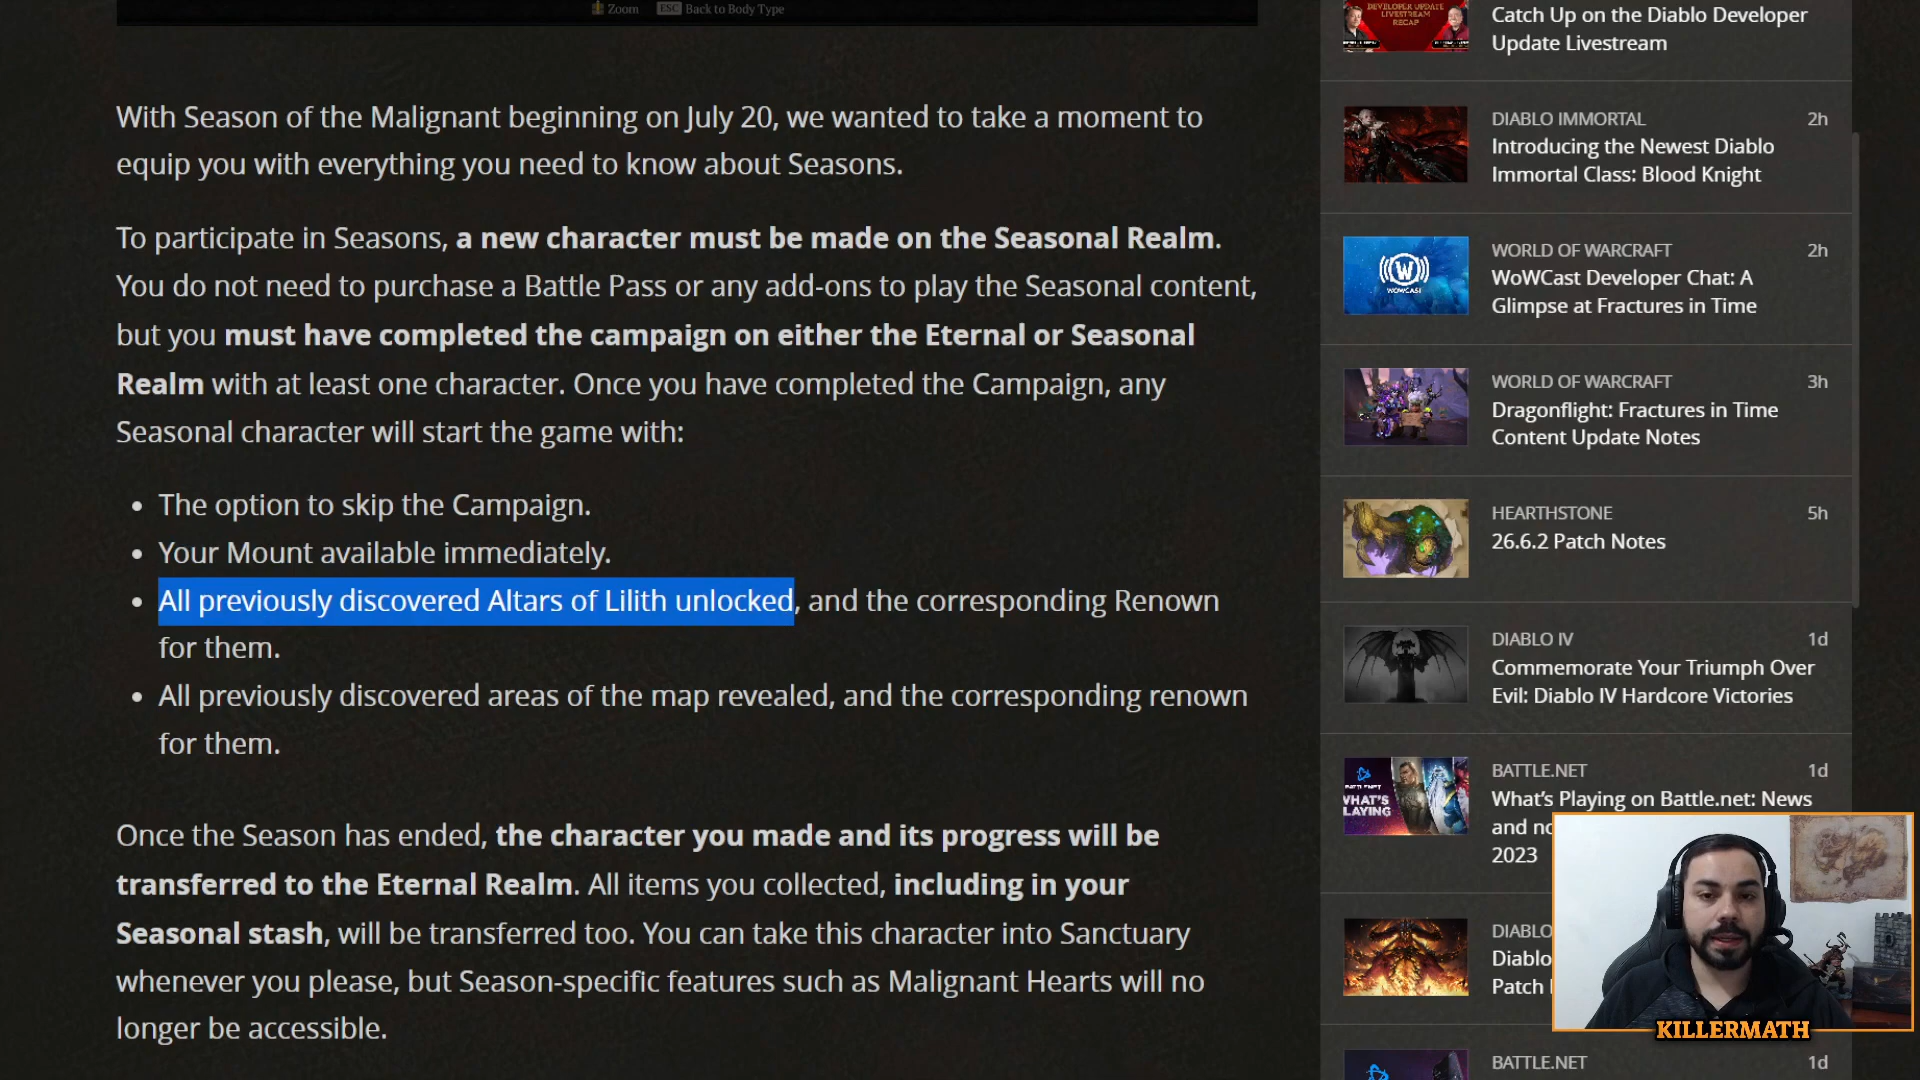 Zoom ESC Back to Body Type
With Season of the Malignant beginning on July 20, we wanted to take a moment to
equip you with everything you need to know about Seasons.
To participate in Seasons, a new character must be made on the Seasonal Realm.
You do not need to purchase a Battle Pass or any add-ons to play the Seasonal content,
but you must have completed the campaign on either the Eternal or Seasonal
Realm with at least one character. Once you have completed the Campaign, any
Seasonal character will start the game with:
• The option to skip the Campaign.
• Your Mount available immediately.
• All previously discovered Altars of Lilith unlocked, and the corresponding Renown
for them.
• All previously discovered areas of the map revealed, and the corresponding renown
for them.
Once the Season has ended, the character you made and its progress will be
transferred to the Eternal Realm. All items you collected, including in your
Seasonal stash, will be transferred too. You can take this character into Sanctuary
whenever you please, but Season-specific features such as Malignant Hearts will no
longer be accessible.
DEVELOPER UPDATE
LIVESTREAM
RECAP
Catch Up on the Diablo Developer
Update Livestream
DIABLO IMMORTAL 2h
Introducing the Newest Diablo
Immortal Class: Blood Knight
WOWCAST
WORLD OF WARCRAFT 2h
WoWCast Developer Chat: A
Glimpse at Fractures in Time
WORLD OF WARCRAFT 3h
Dragonflight: Fractures in Time
Content Update Notes
HEARTHSTONE 5h
26.6.2 Patch Notes
DIABLO IV 1d
Commemorate Your Triumph Over
Evil: Diablo IV Hardcore Victories
BATTLE.NET
WHAT'S
PLAYING
BATTLE.NET 1d
What's Playing on Battle.net: News
and no
2023
DIABLO
Diablo
Patch
KILLERMATH
BATTLE.NET 1d